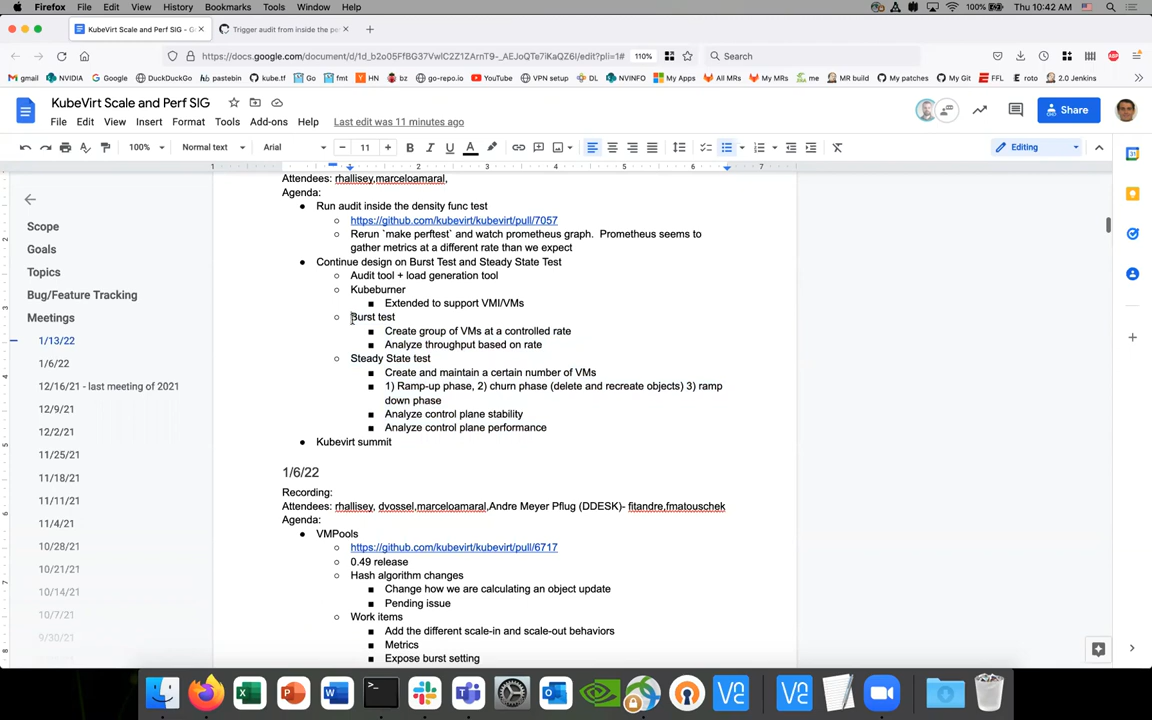 Firefox File Edit View History Bookmarks Tools Window Help 100% Thu 10:42 AM
KubeVirt Scale and Perf SIG - G Trigger audit from inside the pe
https://docs.google.com/document/d/1d_b2o05FfBG37VwlC2Z1ZArnT9-_AEJoQTe7iKaQZ6I/edit?pli=1# 110% Search
gmail NVIDIA Google DuckDuckGo pastebin kube.tf Go fmt HN bz go-repo.io YouTube VPN setup DL NVINFO My Apps All MRs My MRs me MR build My patches My Git FFL roto 2.0 Jenkins
KubeVirt Scale and Perf SIG
File Edit View Insert Format Tools Add-ons Help Last edit was 11 minutes ago
Share
100% Normal text Arial 11 Editing
1 1 2 3 4 5 6 7
Scope
Goals
Topics
Bug/Feature Tracking
Meetings
1/13/22
1/6/22
12/16/21 - last meeting of 2021
12/9/21
12/2/21
11/25/21
11/18/21
11/11/21
11/4/21
10/28/21
10/21/21
10/14/21
10/7/21
9/30/21
Attendees: rhallisey,marceloamaral,
Agenda:
Run audit inside the density func test
https://github.com/kubevirt/kubevirt/pull/7057
Rerun `make perftest` and watch prometheus graph. Prometheus seems to
gather metrics at a different rate than we expect
Continue design on Burst Test and Steady State Test
Audit tool + load generation tool
Kubeburner
Extended to support VMI/VMs
Burst test
Create group of VMs at a controlled rate
Analyze throughput based on rate
Steady State test
Create and maintain a certain number of VMs
1) Ramp-up phase, 2) churn phase (delete and recreate objects) 3) ramp
down phase
Analyze control plane stability
Analyze control plane performance
Kubevirt summit
1/6/22
Recording:
Attendees: rhallisey, dvossel,marceloamaral,Andre Meyer Pflug (DDESK)- fitandre,fmatouschek
Agenda:
VMPools
https://github.com/kubevirt/kubevirt/pull/6717
0.49 release
Hash algorithm changes
Change how we are calculating an object update
Pending issue
Work items
Add the different scale-in and scale-out behaviors
Metrics
Expose burst setting